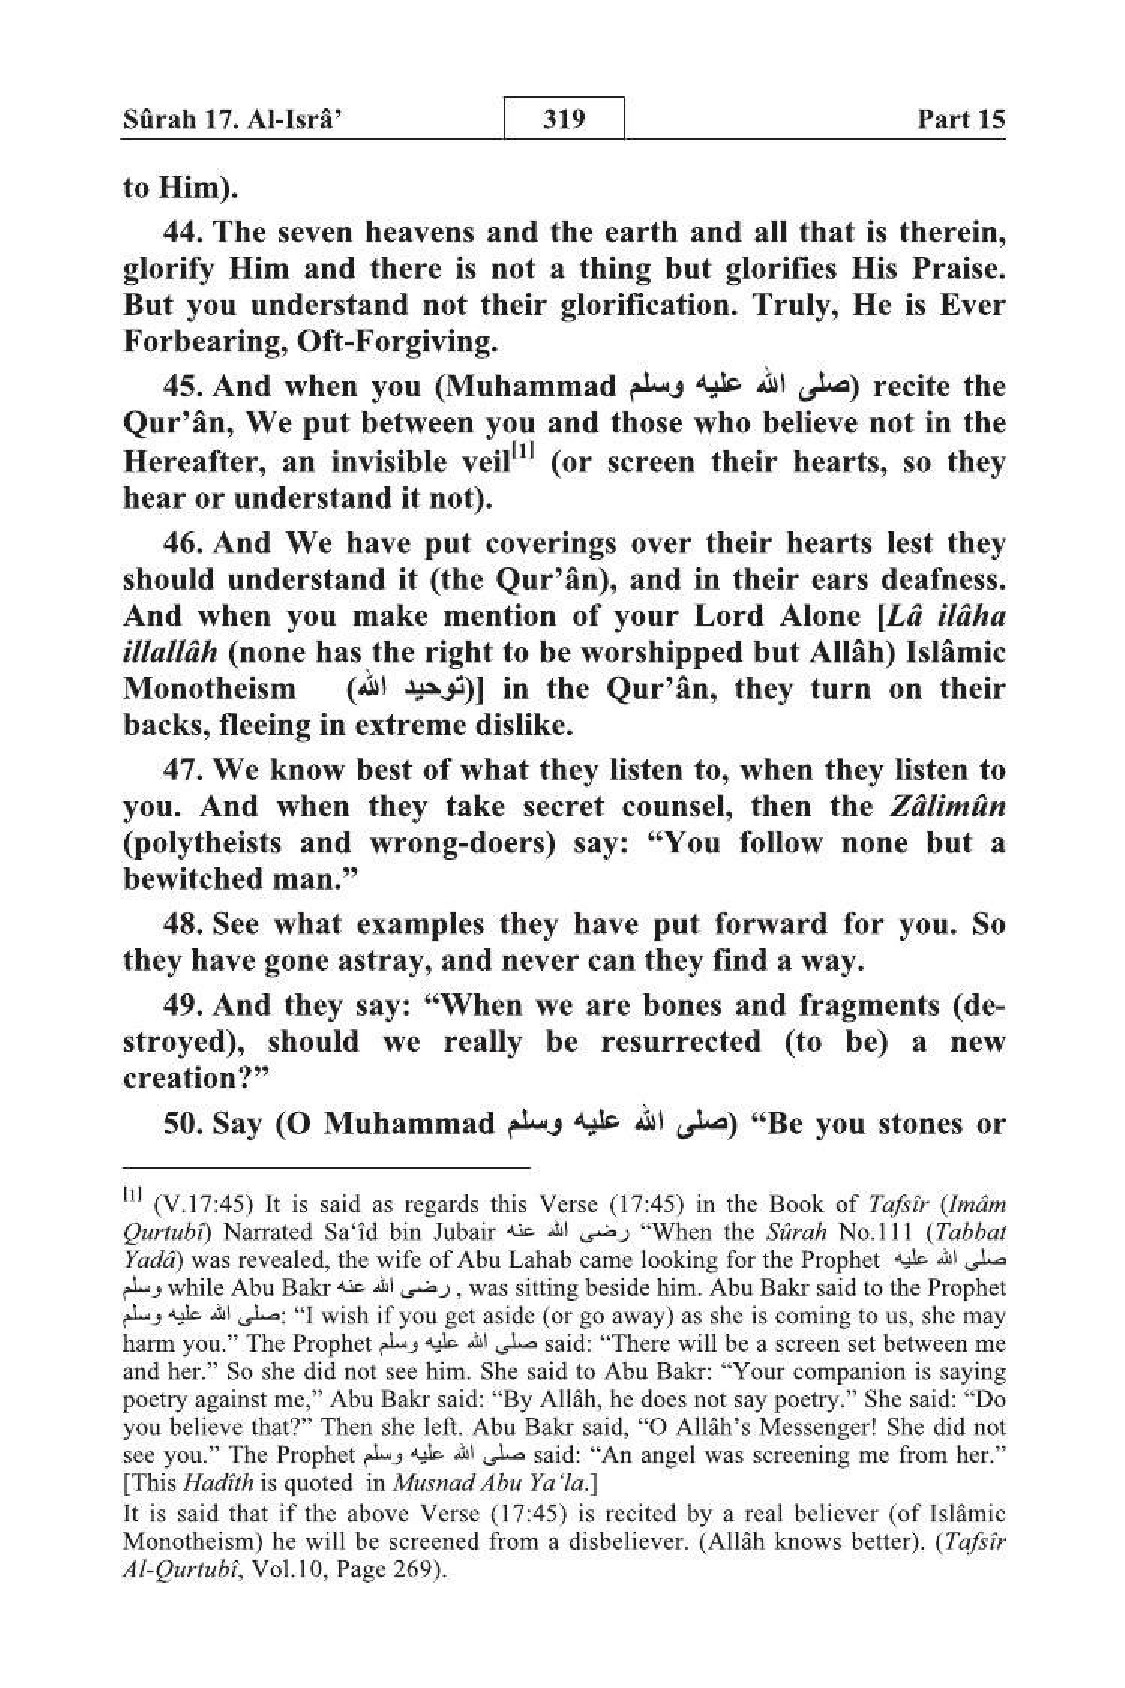 Sûrah 17. Al-Isrâ’ 319 Part 15
to Him).
44. The seven heavens and the earth and all that is therein,
glorify Him and there is not a thing but glorifies His Praise.
But you understand not their glorification. Truly, He is Ever
Forbearing, Oft-Forgiving.
45. And when you (Muhammad صلى الله عليه وسلم) recite the
Qur’ân, We put between you and those who believe not in the
Hereafter, an invisible veil[1] (or screen their hearts, so they
hear or understand it not).
46. And We have put coverings over their hearts lest they
should understand it (the Qur’ân), and in their ears deafness.
And when you make mention of your Lord Alone [Lâ ilâha
illallâh (none has the right to be worshipped but Allâh) Islâmic
Monotheism (توحيد الله)] in the Qur’ân, they turn on their
backs, fleeing in extreme dislike.
47. We know best of what they listen to, when they listen to
you. And when they take secret counsel, then the Zâlimûn
(polytheists and wrong-doers) say: “You follow none but a
bewitched man.”
48. See what examples they have put forward for you. So
they have gone astray, and never can they find a way.
49. And they say: “When we are bones and fragments (de-
stroyed), should we really be resurrected (to be) a new
creation?”
50. Say (O Muhammad صلى الله عليه وسلم) “Be you stones or
[1] (V.17:45) It is said as regards this Verse (17:45) in the Book of Tafsîr (Imâm
Qurtubî) Narrated Sa‘îd bin Jubair رضى الله عنه “When the Sûrah No.111 (Tabbat
Yadâ) was revealed, the wife of Abu Lahab came looking for the Prophet صلى الله عليه
وسلم while Abu Bakr رضى الله عنه , was sitting beside him. Abu Bakr said to the Prophet
صلى الله عليه وسلم: “I wish if you get aside (or go away) as she is coming to us, she may
harm you.” The Prophet صلى الله عليه وسلم said: “There will be a screen set between me
and her.” So she did not see him. She said to Abu Bakr: “Your companion is saying
poetry against me,” Abu Bakr said: “By Allâh, he does not say poetry.” She said: “Do
you believe that?” Then she left. Abu Bakr said, “O Allâh’s Messenger! She did not
see you.” The Prophet صلى الله عليه وسلم said: “An angel was screening me from her.”
[This Hadîth is quoted in Musnad Abu Ya‘la.]
It is said that if the above Verse (17:45) is recited by a real believer (of Islâmic
Monotheism) he will be screened from a disbeliever. (Allâh knows better). (Tafsîr
Al-Qurtubî, Vol.10, Page 269).